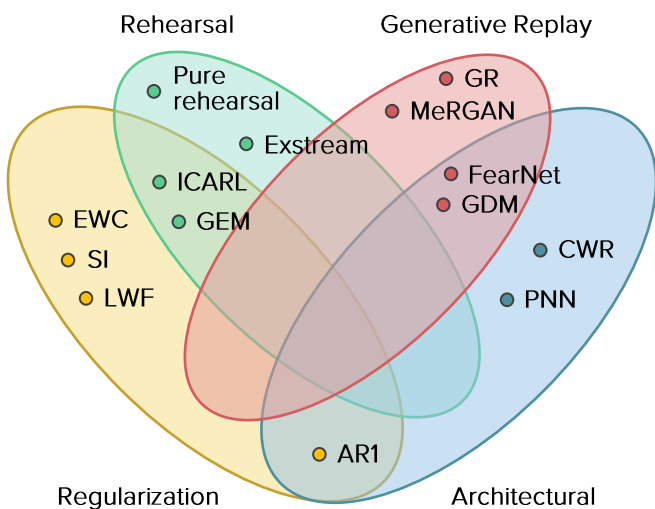 Rehearsal
Generative Replay
Pure
rehearsal
GR
MeRGAN
Exstream
ICARL
FearNet
GEM
GDM
EWC
SI
LWF
CWR
PNN
AR1
Regularization
Architectural